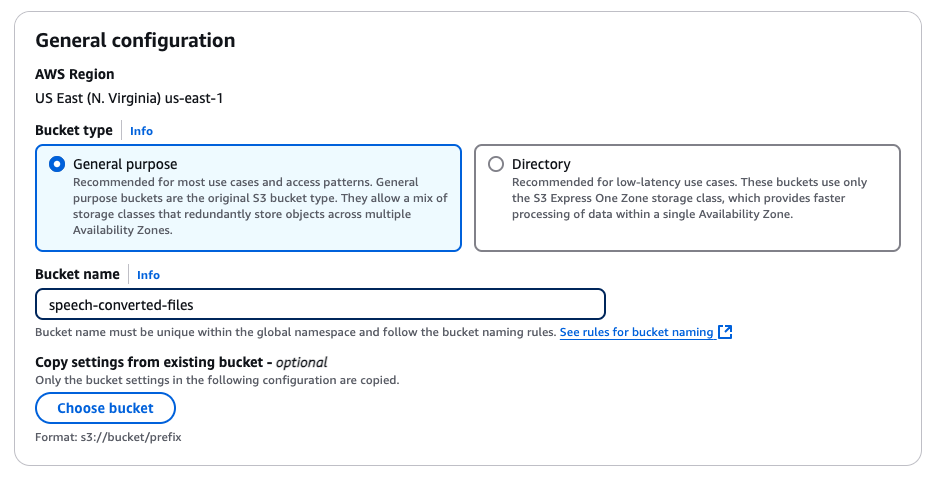 General configuration
AWS Region
US East (N. Virginia) us-east-1
Bucket type Info
General purpose
Recommended for most use cases and access patterns. General
purpose buckets are the original S3 bucket type. They allow a mix of
storage classes that redundantly store objects across multiple
Availability Zones.
Directory
Recommended for low-latency use cases. These buckets use only
the S3 Express One Zone storage class, which provides faster
processing of data within a single Availability Zone.
Bucket name Info
speech-converted-files
Bucket name must be unique within the global namespace and follow the bucket naming rules. See rules for bucket naming
Copy settings from existing bucket - optional
Only the bucket settings in the following configuration are copied.
Choose bucket
Format: s3://bucket/prefix